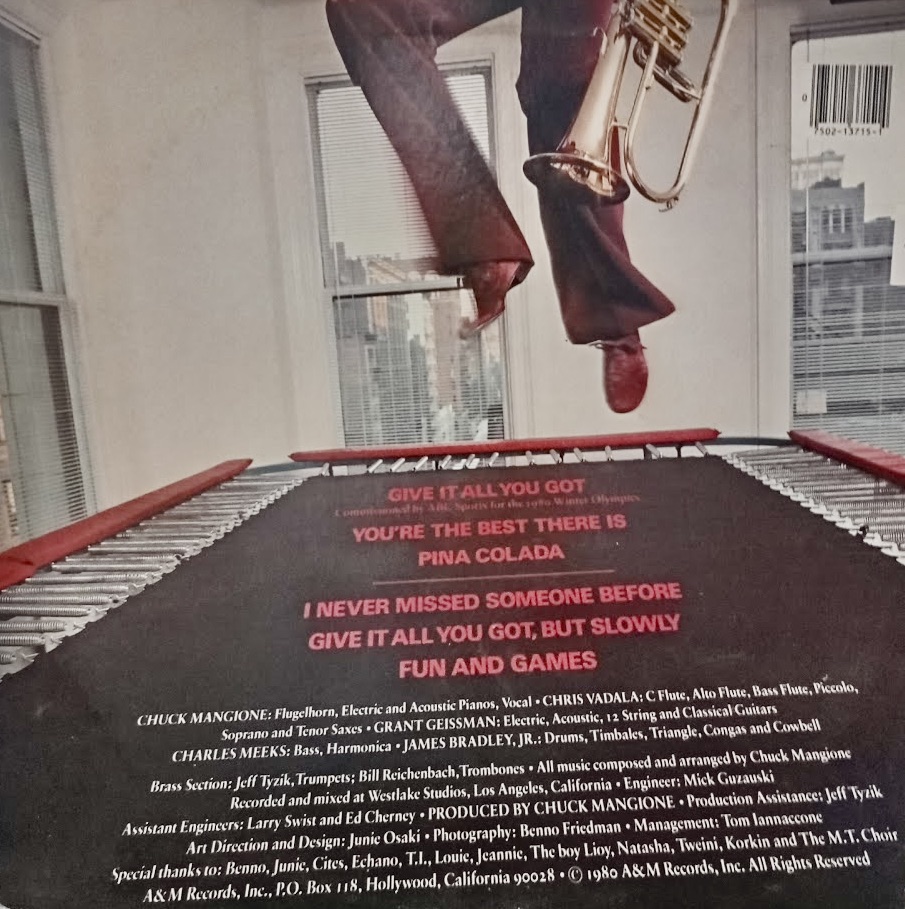 0
7502-13715-1
GIVE IT ALL YOU GOT
Commissioned by ABC Sports for the 1980 Winter Olympics
YOU'RE THE BEST THERE IS
PINA COLADA
I NEVER MISSED SOMEONE BEFORE
GIVE IT ALL YOU GOT, BUT SLOWLY
FUN AND GAMES
CHUCK MANGIONE: Flugelhorn, Electric and Acoustic Pianos, Vocal • CHRIS VADALA: C Flute, Alto Flute, Bass Flute, Piccolo,
Soprano and Tenor Saxes • GRANT GEISSMAN: Electric, Acoustic, 12 String and Classical Guitars
CHARLES MEEKS: Bass, Harmonica • JAMES BRADLEY, JR.: Drums, Timbales, Triangle, Congas and Cowbell
Brass Section: Jeff Tyzik, Trumpets; Bill Reichenbach, Trombones • All music composed and arranged by Chuck Mangione
Recorded and mixed at Westlake Studios, Los Angeles, California • Engineer: Mick Guzauski
Assistant Engineers: Larry Swist and Ed Cherney • PRODUCED BY CHUCK MANGIONE • Production Assistance: Jeff Tyzik
Art Direction and Design: Junie Osaki • Photography: Benno Friedman • Management: Tom Iannaccone
Special thanks to: Benno, Junie, Cites, Echano, T.I., Louie, Jeannie, The boy Lioy, Natasha, Tweini, Korkin and The M.T. Choir
A&M Records, Inc., P.O. Box 118, Hollywood, California 90028 • © 1980 A&M Records, Inc. All Rights Reserved